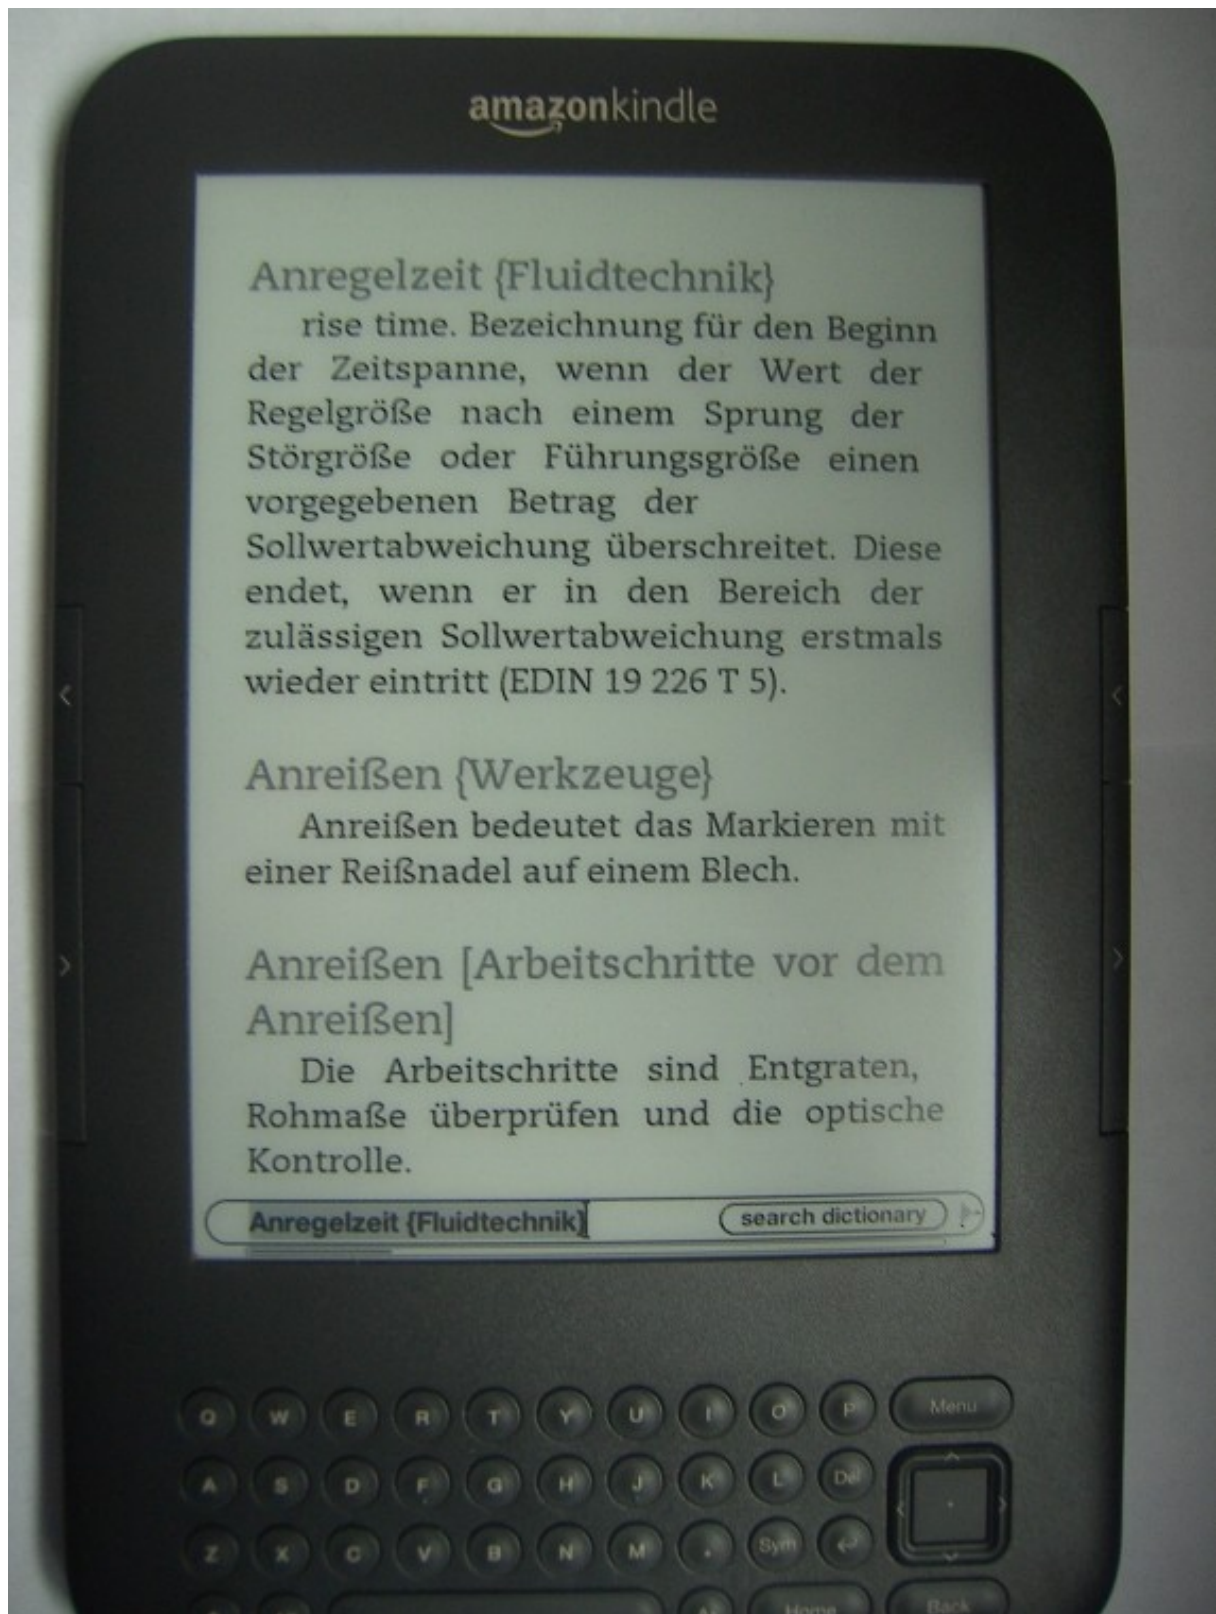 amazonkindle
Anregelzeit {Fluidtechnik}
rise time. Bezeichnung für den Beginn
der Zeitspanne, wenn der Wert der
Regelgröße nach einem Sprung der
Störgröße oder Führungsgröße einen
vorgegebenen Betrag der
Sollwertabweichung überschreitet. Diese
endet, wenn er in den Bereich der
zulässigen Sollwertabweichung erstmals
wieder eintritt (EDIN 19 226 T 5).
Anreißen {Werkzeuge}
Anreißen bedeutet das Markieren mit
einer Reißnadel auf einem Blech.
Anreißen [Arbeitschritte vor dem
Anreißen]
Die Arbeitschritte sind Entgraten,
Rohmaße überprüfen und die optische
Kontrolle.
Anregelzeit {Fluidtechnik} search dictionary
Q W E R T Y U I O P Menu
A S D F G H J K L Del
Z X C V B N M . Sym
Home Back